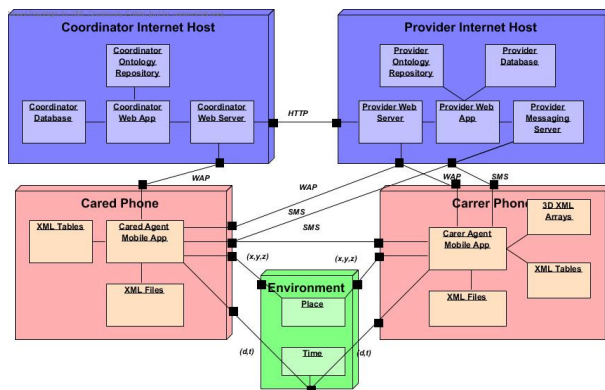 Coordinator Internet Host
Provider Internet Host
Coordinator
Ontology
Repository
Provider
Ontology
Repository
Provider
Database
Coordinator
Database
Coordinator
Web App
Coordinator
Web Server
HTTP
Provider Web
Server
Provider Web
App
Provider
Messaging
Server
WAP
WAP
SMS
SMS
WAP
SMS
Cared Phone
Carrer Phon
XML Tables
Cared Agent
Mobile App
XML Files
(x,y,z)
(x,y,z)
Carer Agent
Mobile App
3D XML
Arrays
XML Tables
XML Files
Environment
Place
Time
(d,t)
(d,t)